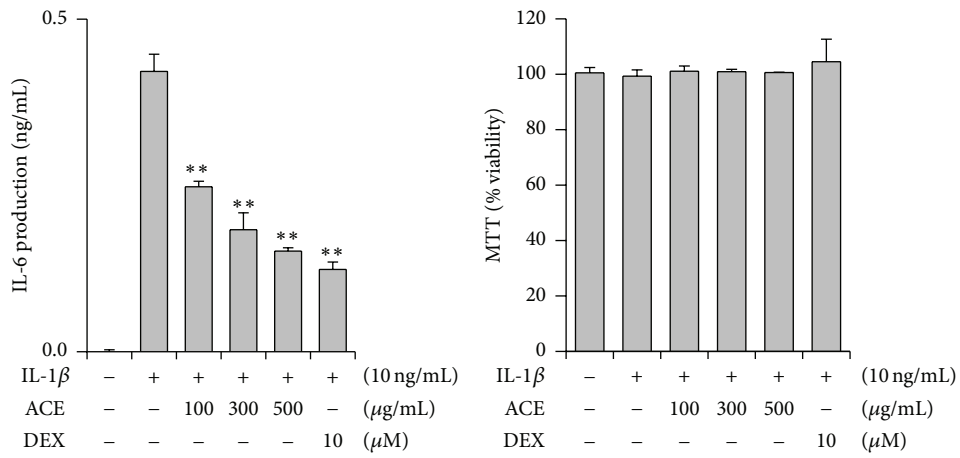 0.5
0.0
IL-6 production (ng/mL)
** ** ** **
IL-1β − + + + + + (10 ng/mL)
ACE − − 100 300 500 − (μg/mL)
DEX − − − − − 10 (μM)
120
100
80
60
40
20
0
MTT (% viability)
IL-1β − + + + + + (10 ng/mL)
ACE − − 100 300 500 − (μg/mL)
DEX − − − − − 10 (μM)